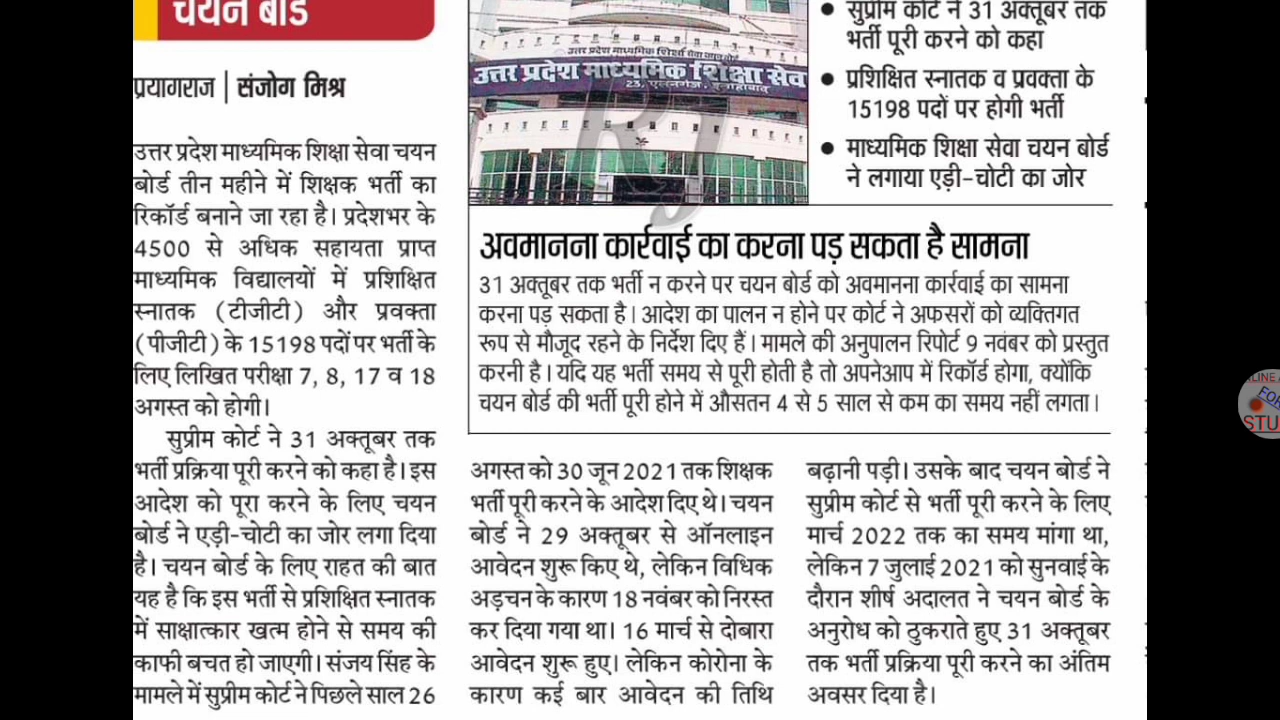 चयन बोर्ड
प्रयागराज | संजोग मिश्र
उत्तर प्रदेश माध्यमिक शिक्षा सेवा चयन
बोर्ड तीन महीने में शिक्षक भर्ती का
रिकॉर्ड बनाने जा रहा है। प्रदेशभर के
4500 से अधिक सहायता प्राप्त
माध्यमिक विद्यालयों में प्रशिक्षित
स्नातक (टीजीटी) और प्रवक्ता
(पीजीटी) के 15198 पदों पर भर्ती के
लिए लिखित परीक्षा 7, 8, 17 व 18
अगस्त को होगी।
सुप्रीम कोर्ट ने 31 अक्तूबर तक
भर्ती प्रक्रिया पूरी करने को कहा है। इस
आदेश को पूरा करने के लिए चयन
बोर्ड ने एड़ी-चोटी का जोर लगा दिया
है। चयन बोर्ड के लिए राहत की बात
यह है कि इस भर्ती से प्रशिक्षित स्नातक
में साक्षात्कार खत्म होने से समय की
काफी बचत हो जाएगी। संजय सिंह के
मामले में सुप्रीम कोर्ट ने पिछले साल 26
उत्तर प्रदेश माध्यमिक शिक्षा सेव
23, एलनगंज,
RJ
● सुप्रीम कोर्ट ने 31 अक्तूबर तक
भर्ती पूरी करने को कहा
● प्रशिक्षित स्नातक व प्रवक्ता के
15198 पदों पर होगी भर्ती
● माध्यमिक शिक्षा सेवा चयन बोर्ड
ने लगाया एड़ी-चोटी का जोर
अवमानना कार्रवाई का करना पड़ सकता है सामना
31 अक्तूबर तक भर्ती न करने पर चयन बोर्ड को अवमानना कार्रवाई का सामना
करना पड़ सकता है। आदेश का पालन न होने पर कोर्ट ने अफसरों को व्यक्तिगत
रूप से मौजूद रहने के निर्देश दिए हैं। मामले की अनुपालन रिपोर्ट 9 नवंबर को प्रस्तुत
करनी है। यदि यह भर्ती समय से पूरी होती है तो अपनेआप में रिकॉर्ड होगा, क्योंकि
चयन बोर्ड की भर्ती पूरी होने में औसतन 4 से 5 साल से कम का समय नहीं लगता।
अगस्त को 30 जून 2021 तक शिक्षक
भर्ती पूरी करने के आदेश दिए थे। चयन
बोर्ड ने 29 अक्तूबर से ऑनलाइन
आवेदन शुरू किए थे, लेकिन विधिक
अड़चन के कारण 18 नवंबर को निरस्त
कर दिया गया था। 16 मार्च से दोबारा
आवेदन शुरू हुए। लेकिन कोरोना के
कारण कई बार आवेदन की तिथि
बढ़ानी पड़ी। उसके बाद चयन बोर्ड ने
सुप्रीम कोर्ट से भर्ती पूरी करने के लिए
मार्च 2022 तक का समय मांगा था,
लेकिन 7 जुलाई 2021 को सुनवाई के
दौरान शीर्ष अदालत ने चयन बोर्ड के
अनुरोध को ठुकराते हुए 31 अक्तूबर
तक भर्ती प्रक्रिया पूरी करने का अंतिम
अवसर दिया है।
FOR
STU